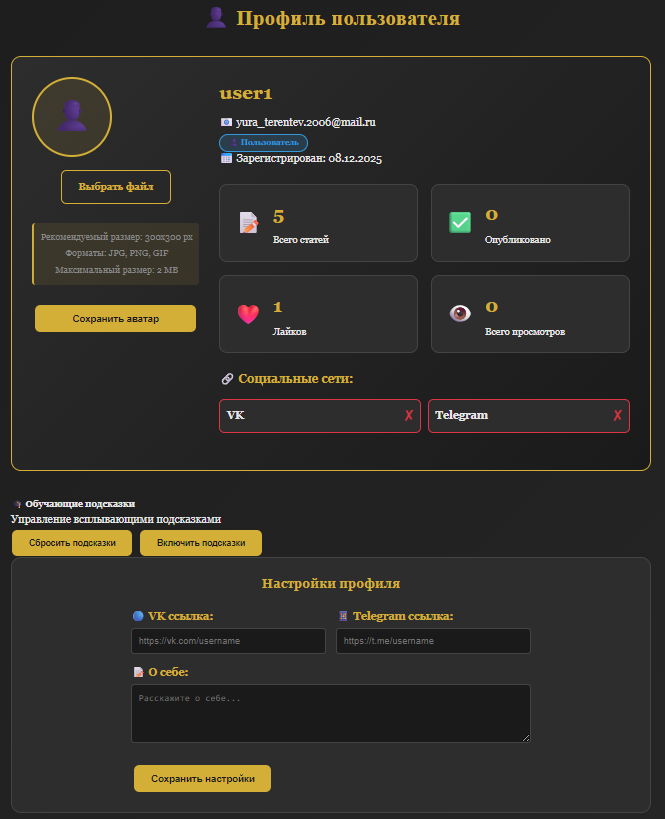 Профиль пользователя
user1
yura_terentev.2006@mail.ru
Пользователь
Зарегистрирован: 08.12.2025
Выбрать файл
Рекомендуемый размер: 300x300 px
Форматы: JPG, PNG, GIF
Максимальный размер: 2 MB
Сохранить аватар
5
Всего статей
0
Опубликовано
1
Лайков
0
Всего просмотров
Социальные сети:
VK ✗
Telegram ✗
Обучающие подсказки
Управление всплывающими подсказками
Сбросить подсказки
Включить подсказки
Настройки профиля
VK ссылка:
https://vk.com/username
Telegram ссылка:
https://t.me/username
О себе:
Расскажите о себе...
Сохранить настройки